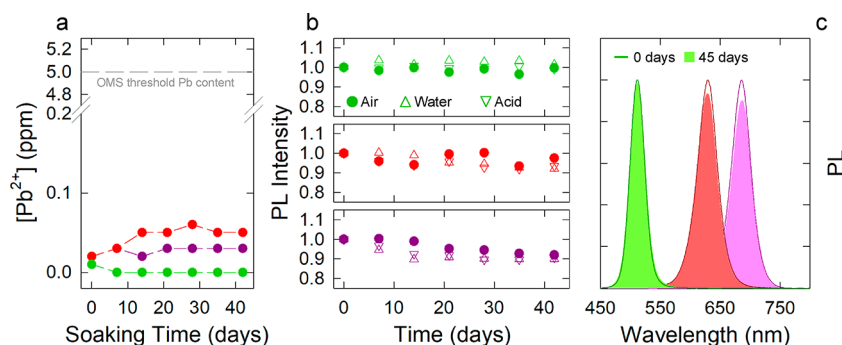 a
5.2
5.0
4.8
0.2
0.1
0.0
OMS threshold Pb content
[Pb²⁺] (ppm)
0 10 20 30 40
Soaking Time (days)
b
1.1
1.0
0.9
0.8
Air Water Acid
1.1
1.0
0.9
0.8
1.1
1.0
0.9
0.8
PL Intensity
0 10 20 30 40
Time (days)
c
0 days 45 days
450 550 650 750
Wavelength (nm)
PL